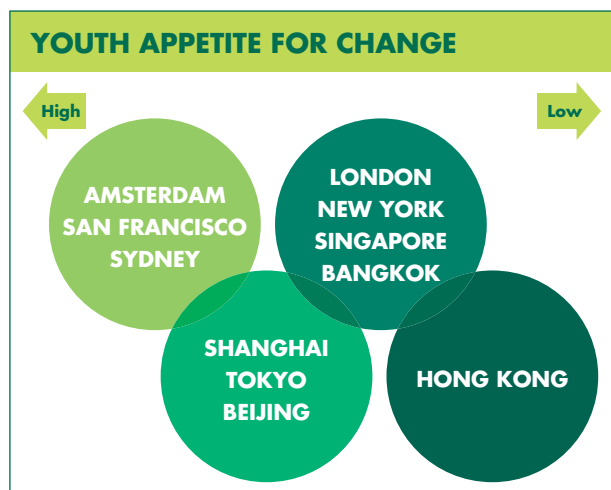 YOUTH APPETITE FOR CHANGE
High
Low
AMSTERDAM
SAN FRANCISCO
SYDNEY
LONDON
NEW YORK
SINGAPORE
BANGKOK
SHANGHAI
TOKYO
BEIJING
HONG KONG